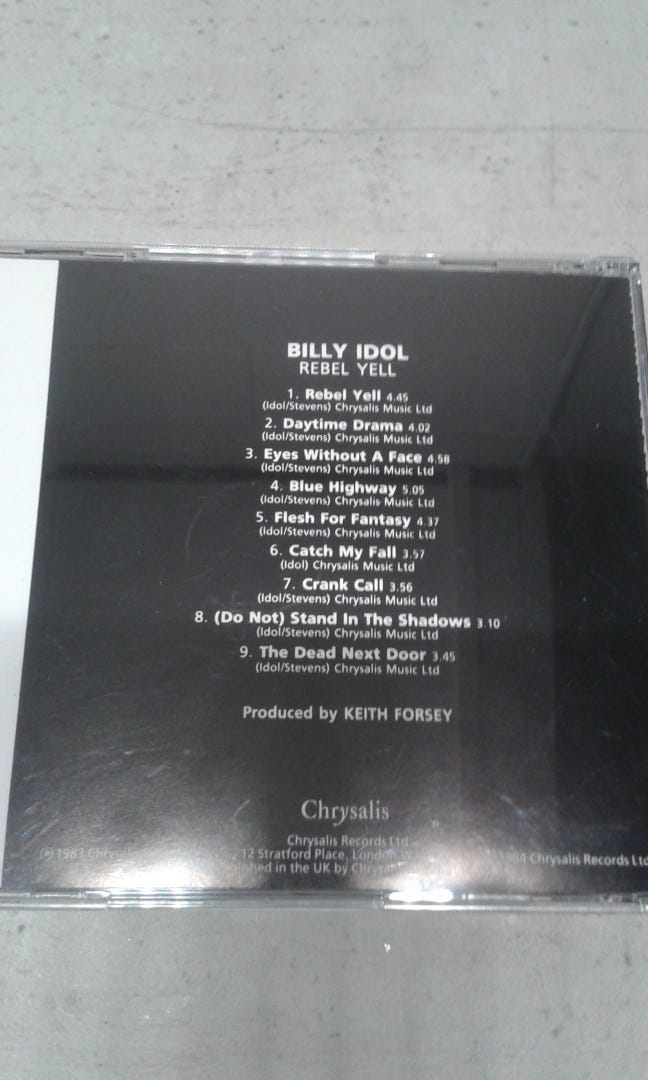 BILLY IDOL
REBEL YELL
1. Rebel Yell 4.45
(Idol/Stevens) Chrysalis Music Ltd
2. Daytime Drama 4.02
(Idol/Stevens) Chrysalis Music Ltd
3. Eyes Without A Face 4.58
(Idol/Stevens) Chrysalis Music Ltd
4. Blue Highway 5.05
(Idol/Stevens) Chrysalis Music Ltd
5. Flesh For Fantasy 4.37
(Idol/Stevens) Chrysalis Music Ltd
6. Catch My Fall 3.57
(Idol) Chrysalis Music Ltd
7. Crank Call 3.56
(Idol/Stevens) Chrysalis Music Ltd
8. (Do Not) Stand In The Shadows 3.10
(Idol/Stevens) Chrysalis Music Ltd
9. The Dead Next Door 3.45
(Idol/Stevens) Chrysalis Music Ltd
Produced by KEITH FORSEY
Chrysalis
Chrysalis Records Ltd
℗ 1983 12 Stratford Place, London 1984 Chrysalis Records Ltd
in the UK by